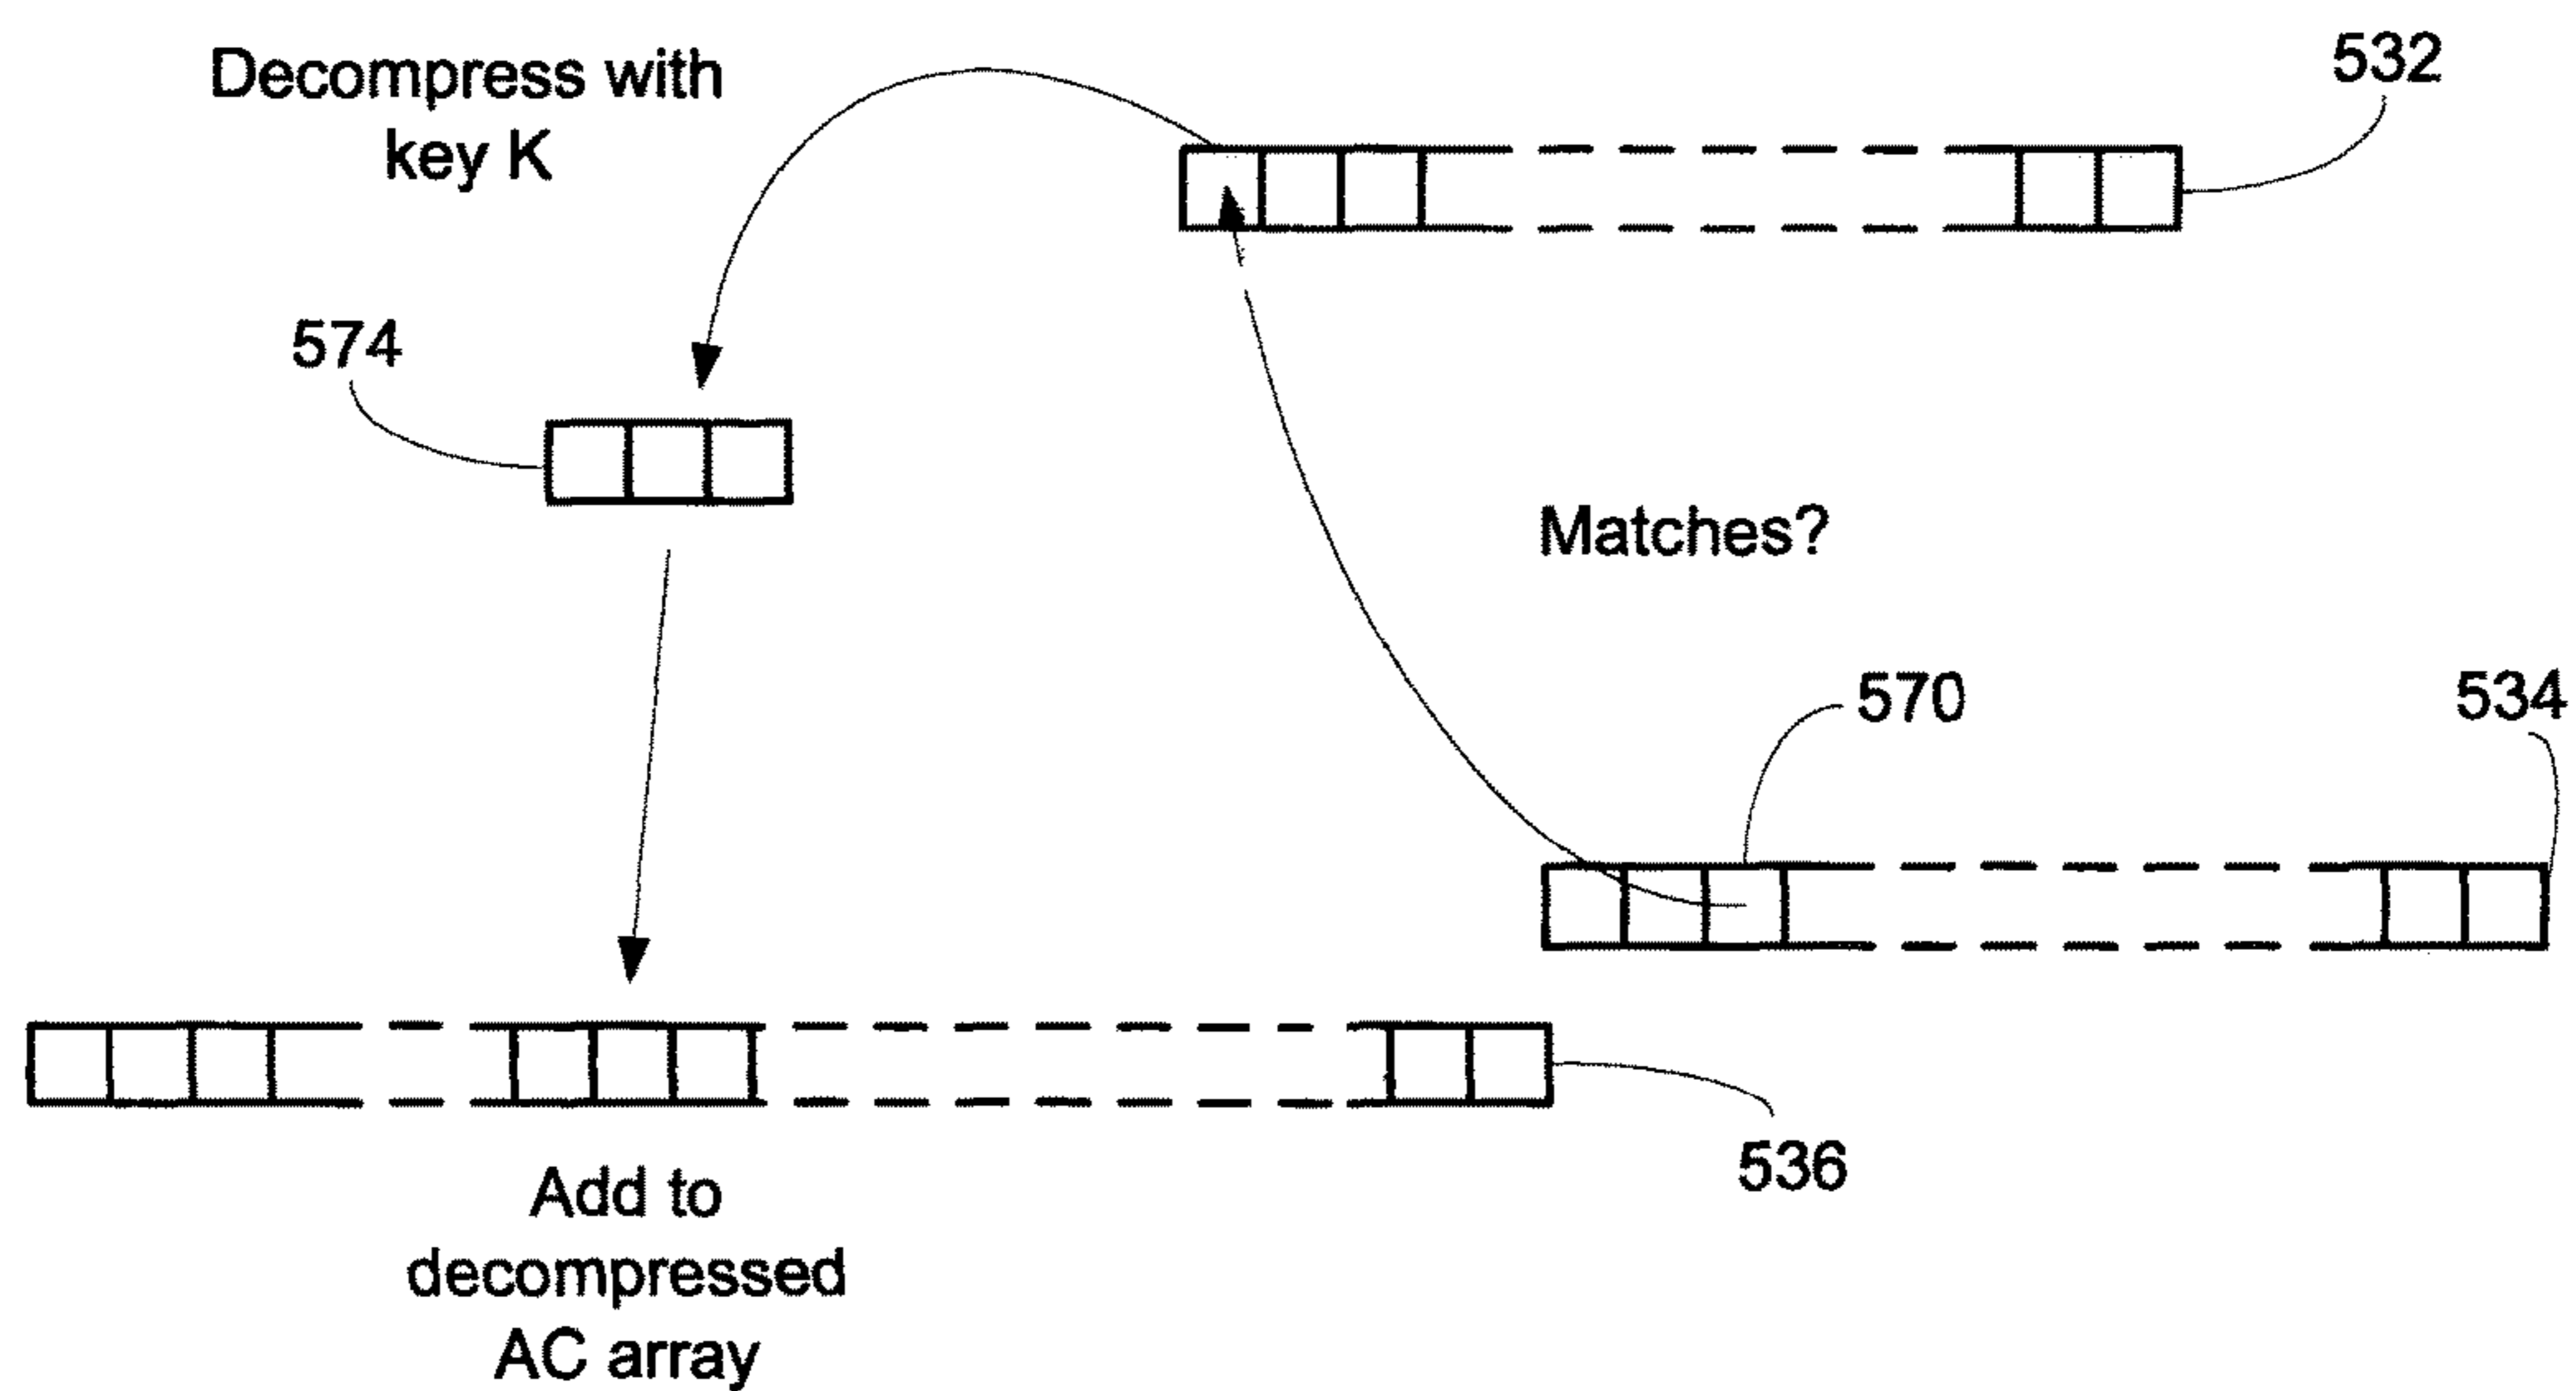 Decompress with
key K
532
574
Matches?
570
534
536
Add to
decompressed
AC array